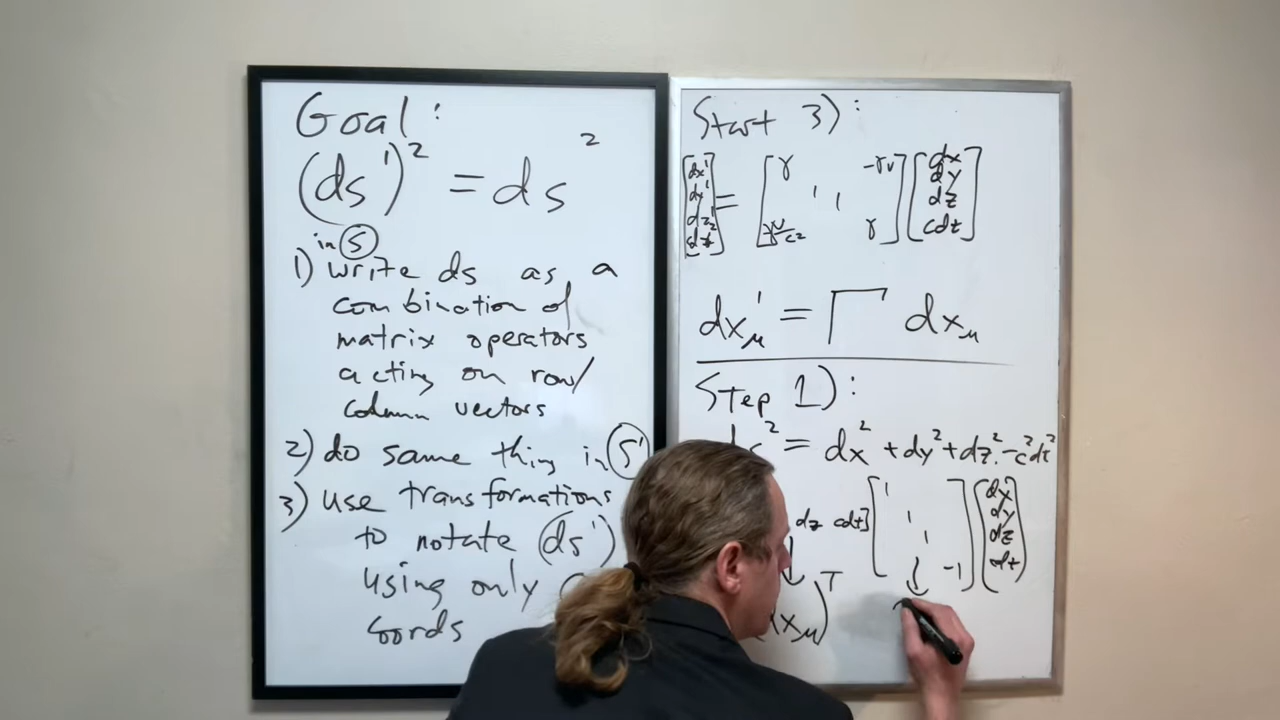 Goal:
(ds')² = ds²
in Ⓢ
1) write ds as a
combination of
matrix operators
acting on row/
column vectors
2) do same thing in Ⓢ'
3) use transformations
to notate (ds')
using only
Start 3):
[dx' dy' dz' dt'] = [γ -γv 1 1 -γv/c² γ] [dx dy dz cdt]
dx'μ = Γ dxμ
Step 1):
ds² = dx² + dy² + dz² - c²dt²
dz cdt] [1 1 1 -1] [dx dy dz cdt]
xμ)ᵀ